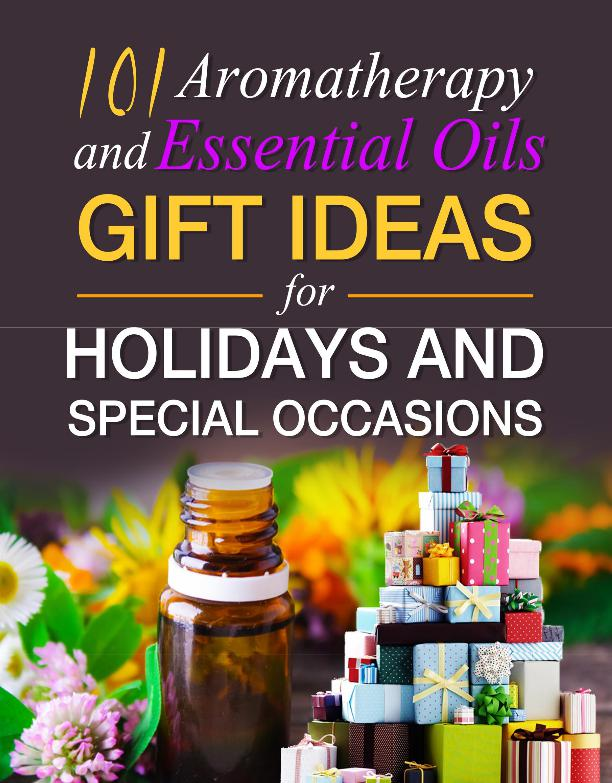 101 Aromatherapy
and Essential Oils
GIFT IDEAS
for
HOLIDAYS AND
SPECIAL OCCASIONS